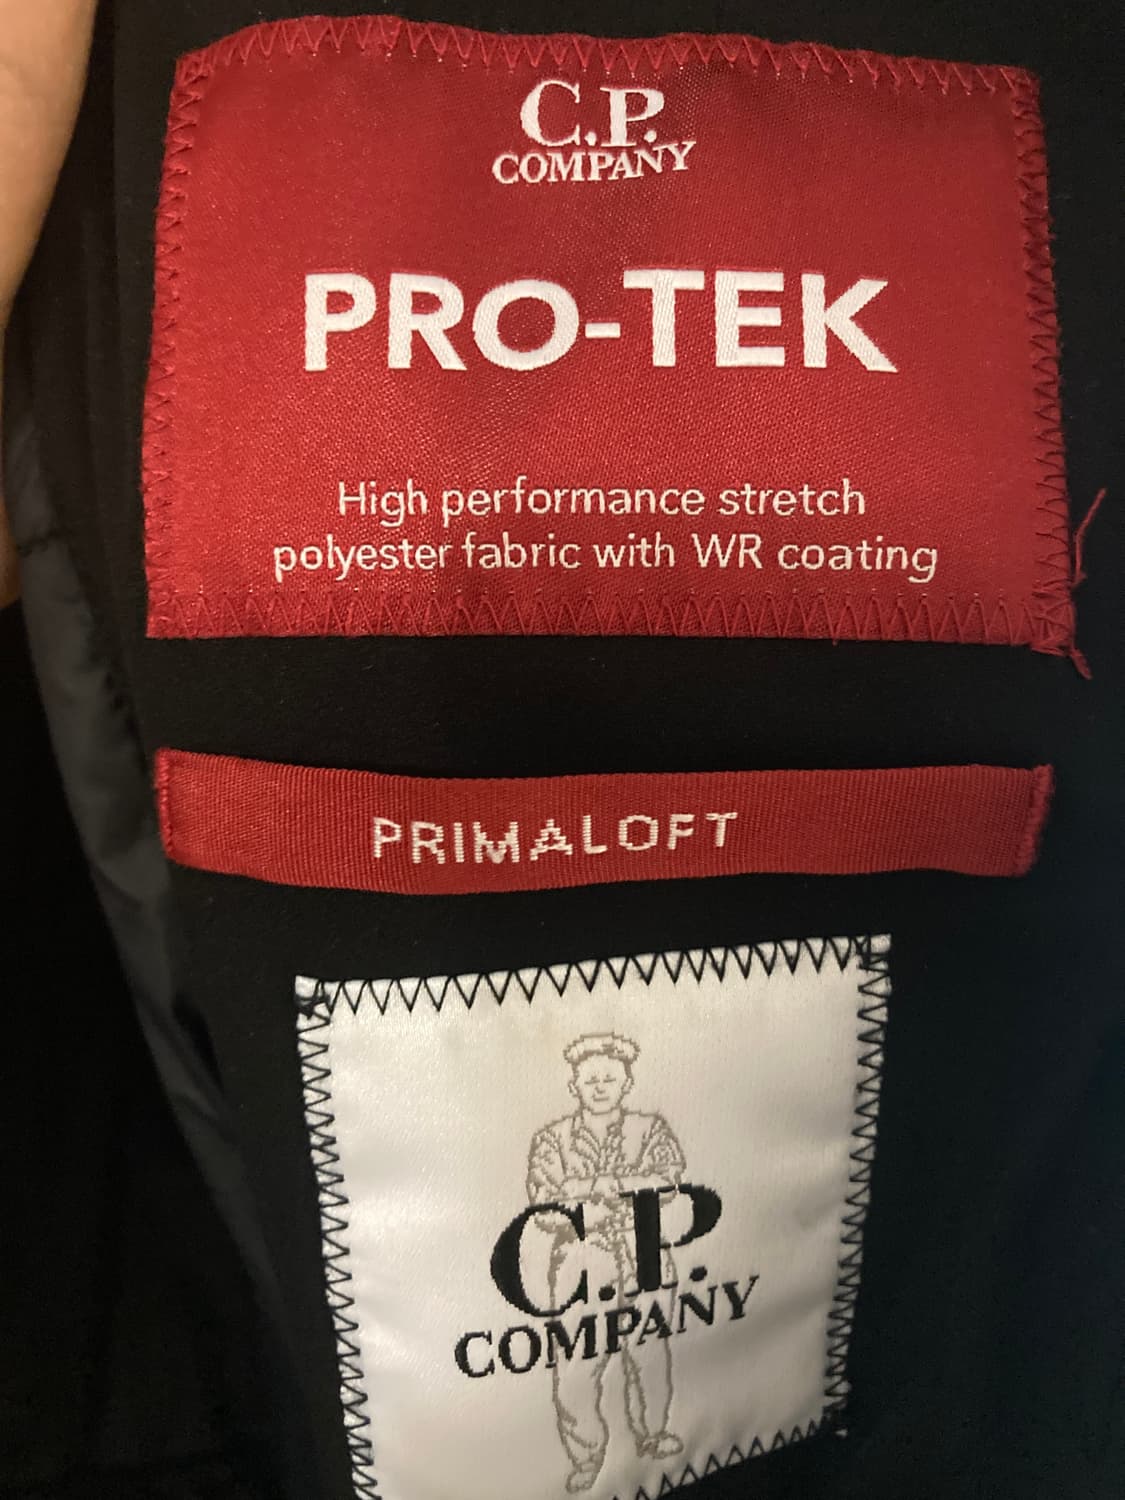 C.P.
COMPANY
PRO-TEK
High performance stretch
polyester fabric with WR coating
PRIMALOFT
C.P.
COMPANY